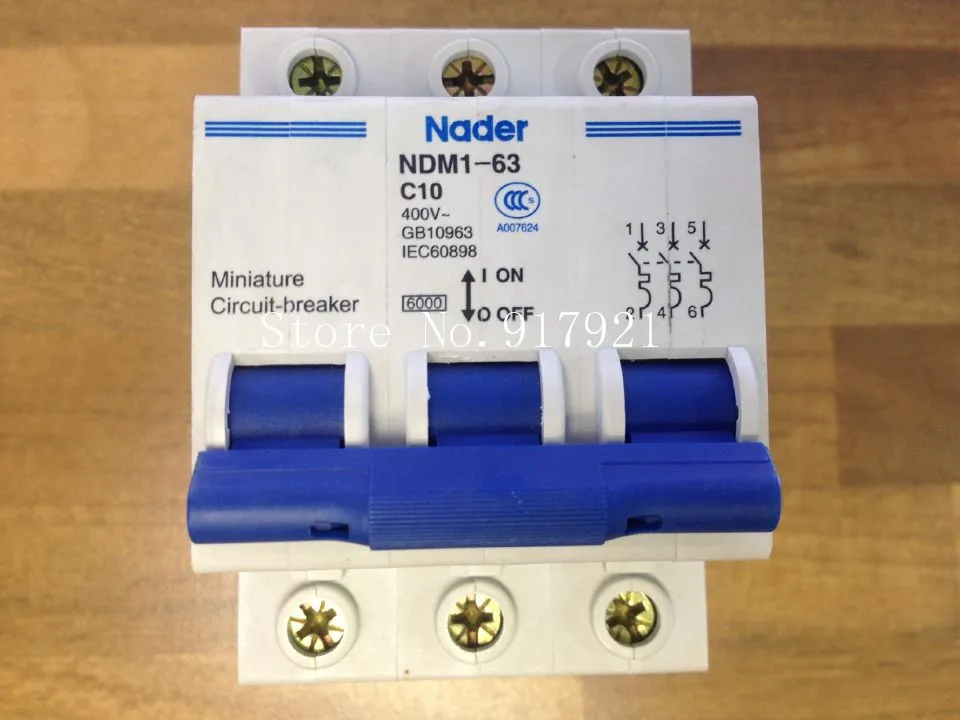 Nader
NDM1-63
C10
400V~
GB10963
IEC60898
CCC S
A007624
1 3 5
Miniature
Circuit-breaker
6000
I ON
O OFF
2 4 6
Store No. 917921